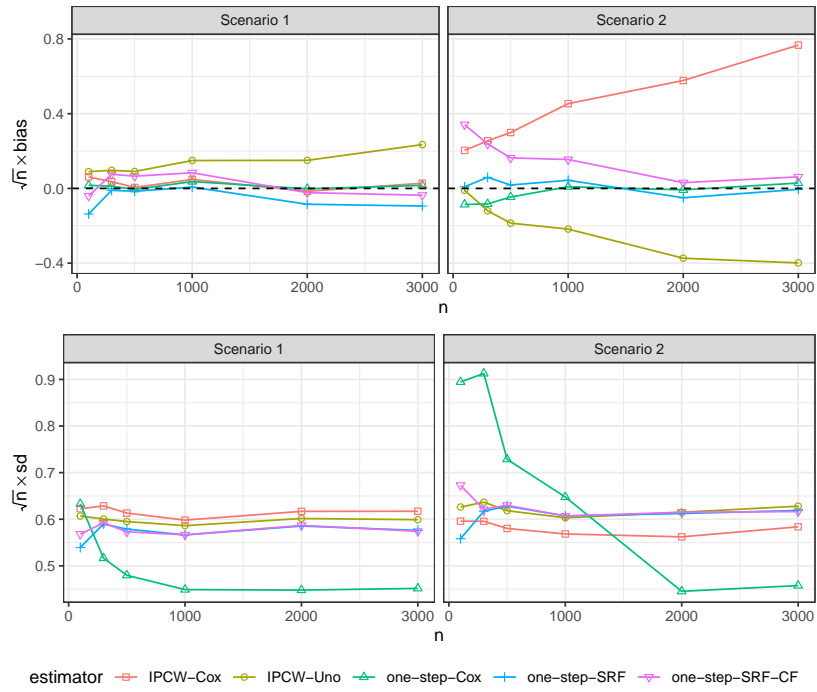 Scenario 1
Scenario 2
0.8
0.4
0.0
−0.4
√n × bias
0
1000
2000
3000
0
1000
2000
3000
n
Scenario 1
Scenario 2
0.9
0.8
0.7
0.6
0.5
√n × sd
0
1000
2000
3000
0
1000
2000
3000
n
estimator IPCW−Cox IPCW−Uno one−step−Cox one−step−SRF one−step−SRF−CF